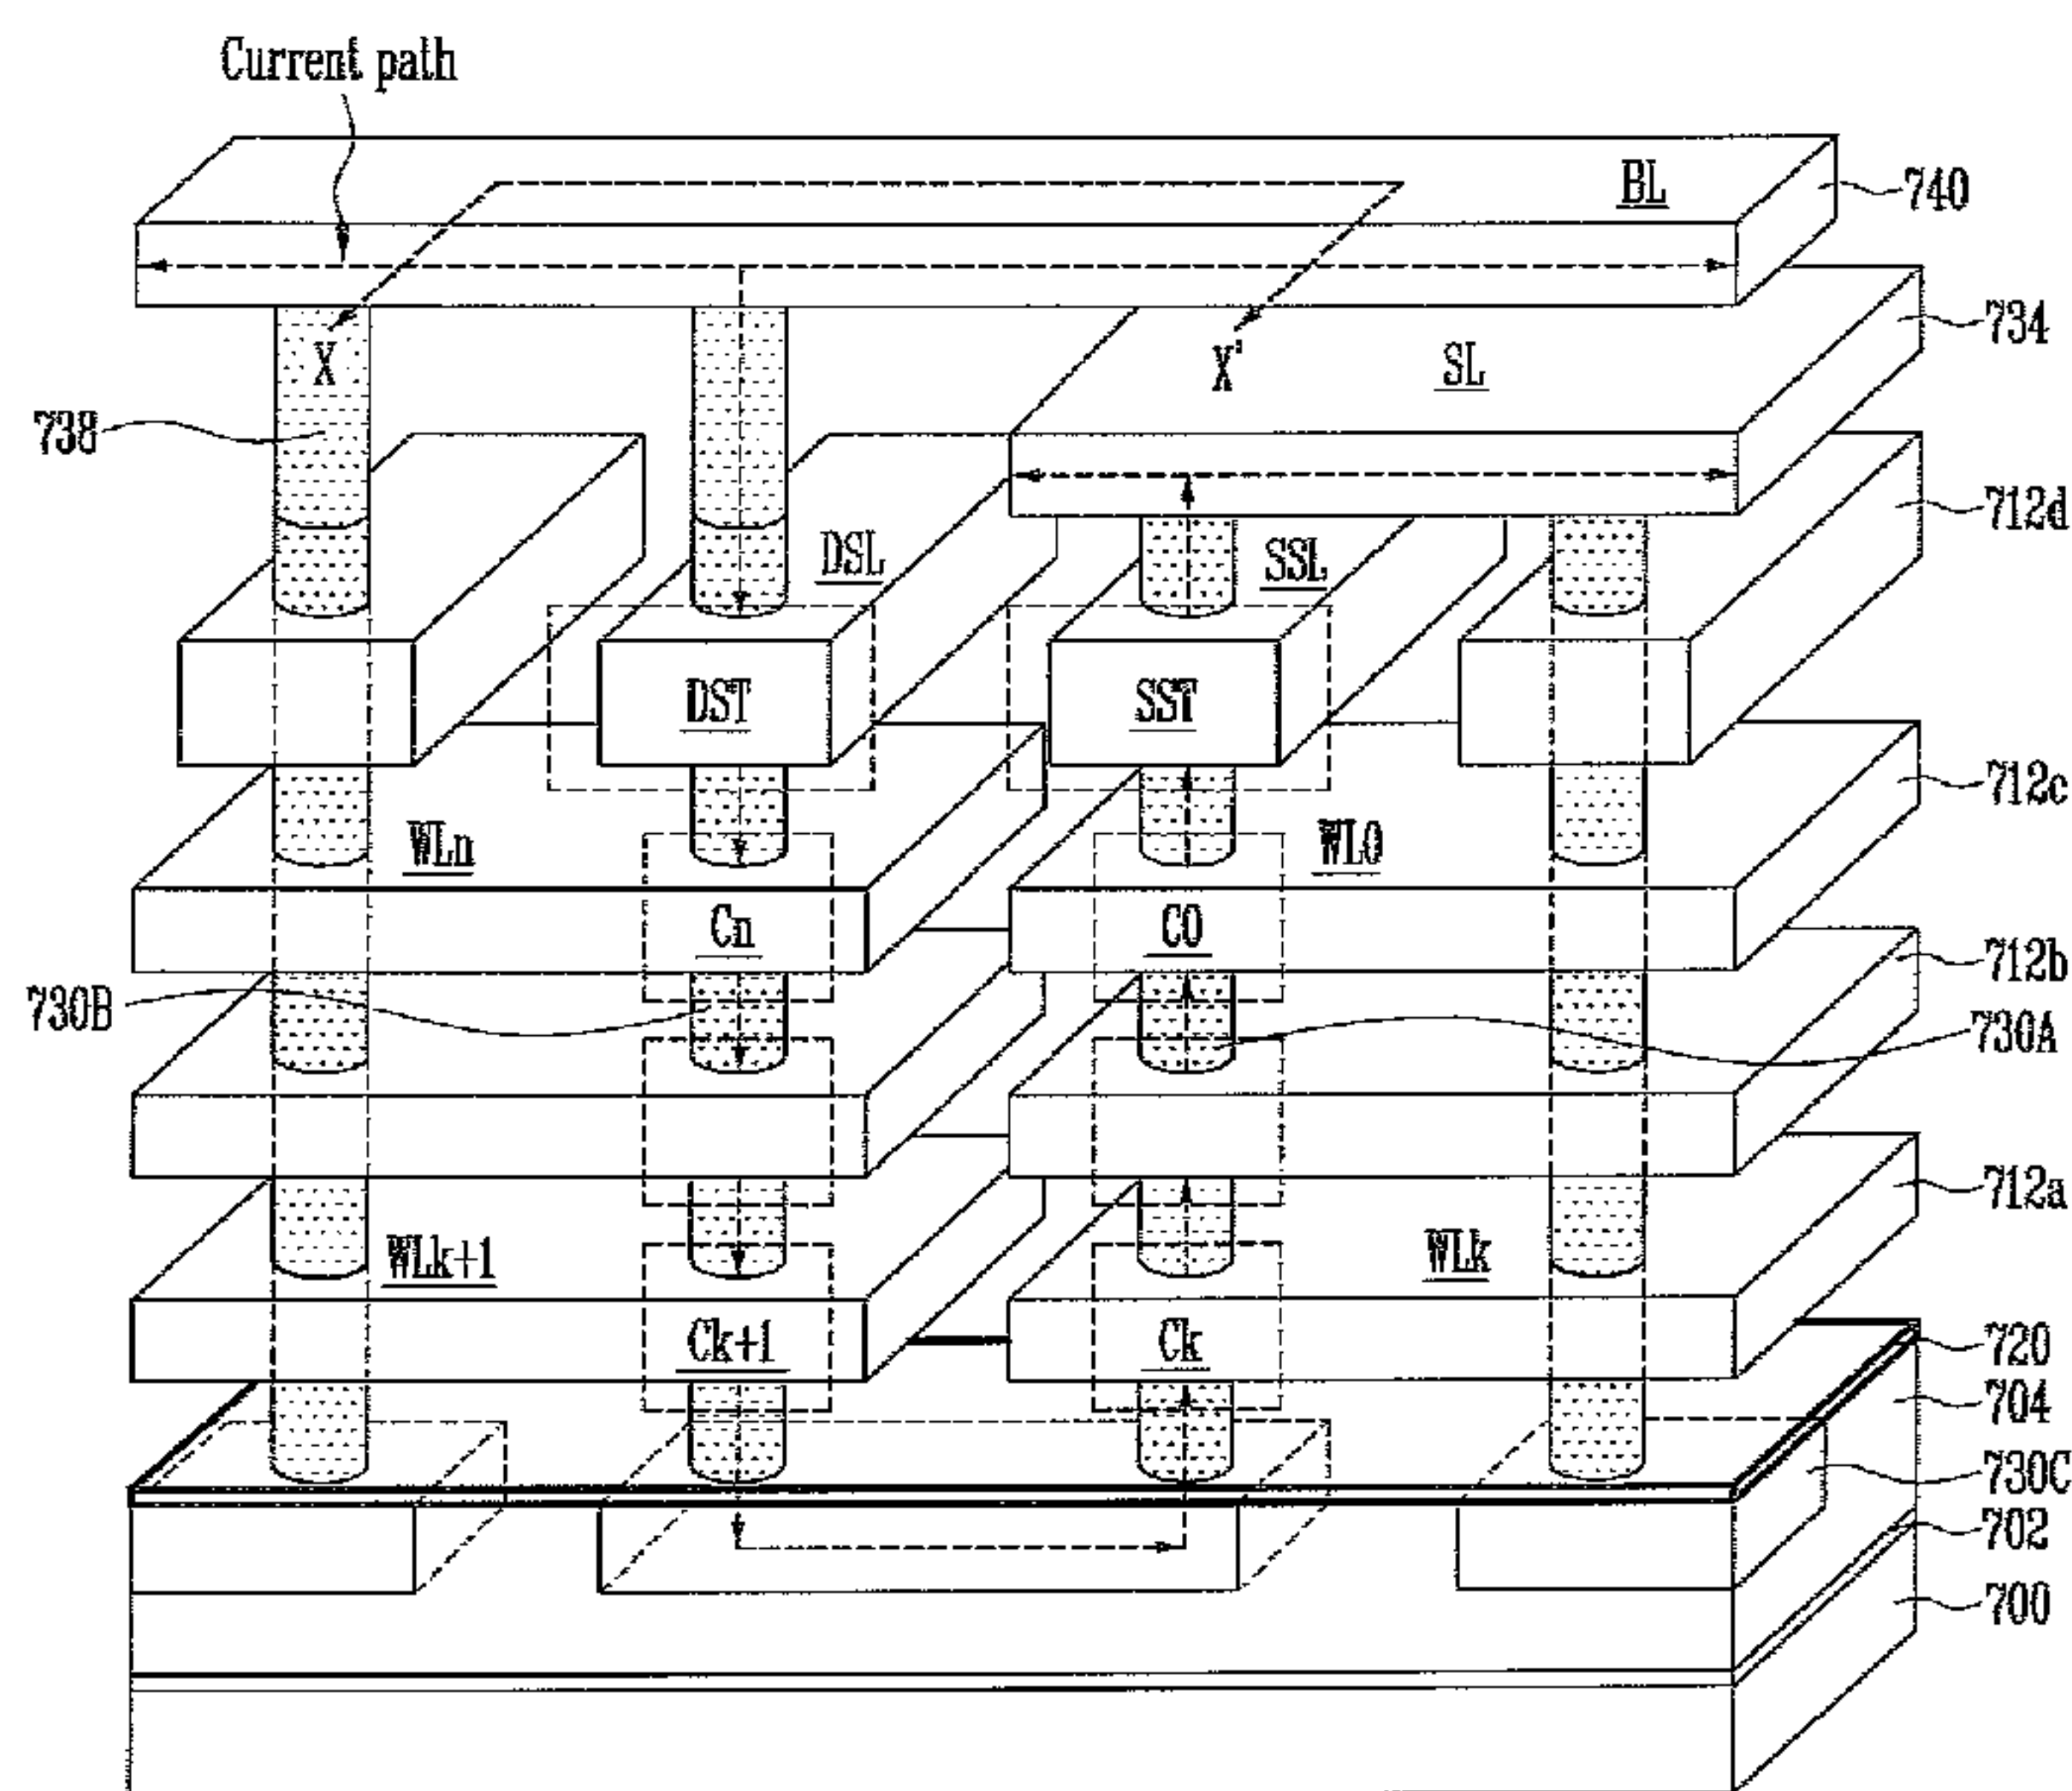 Current path
BL
740
734
X
X'
SL
738
712d
DSL
SSL
DST
SST
712c
WLn
WL0
Cn
C0
712b
730B
730A
712a
WLk+1
WLk
Ck+1
Ck
720
704
730C
702
700